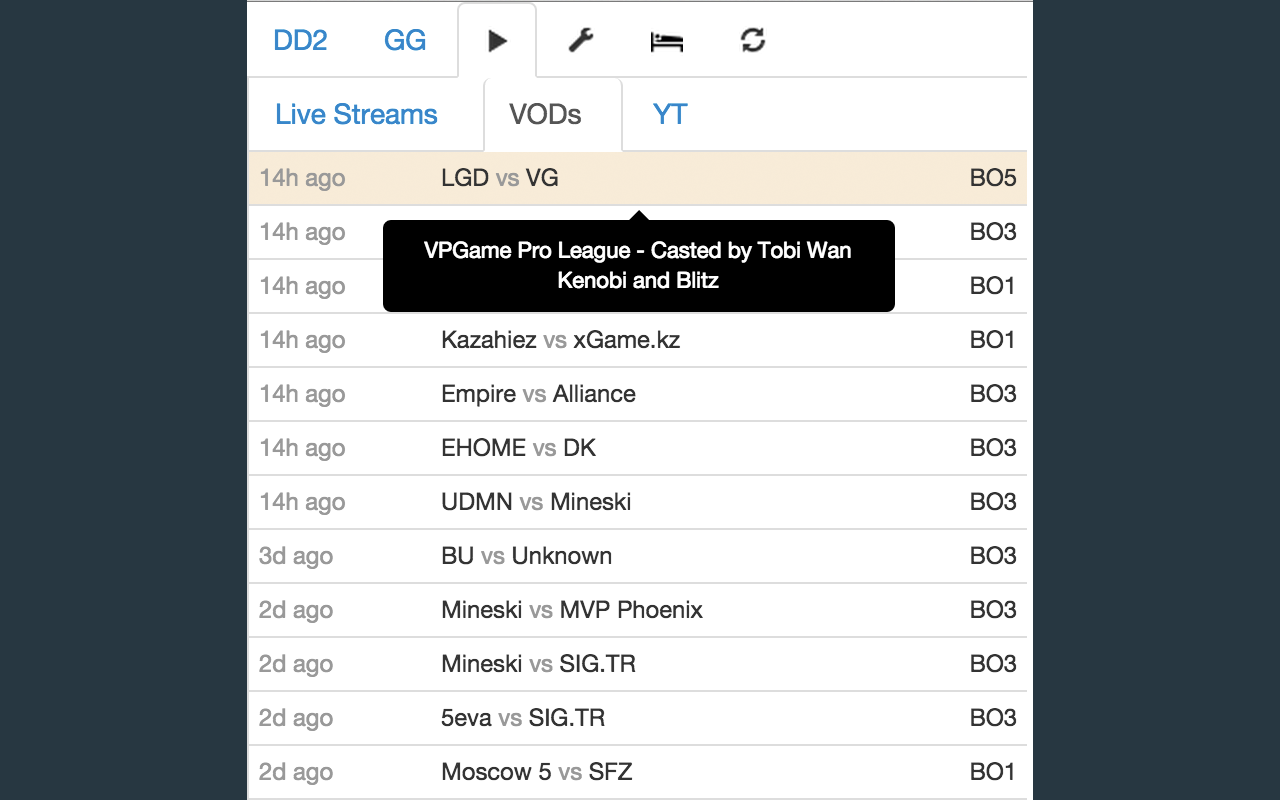 DD2 GG
Live Streams VODs YT
14h ago LGD vs VG BO5
14h ago BO3
VPGame Pro League - Casted by Tobi Wan
Kenobi and Blitz
14h ago BO1
14h ago Kazahiez vs xGame.kz BO1
14h ago Empire vs Alliance BO3
14h ago EHOME vs DK BO3
14h ago UDMN vs Mineski BO3
3d ago BU vs Unknown BO3
2d ago Mineski vs MVP Phoenix BO3
2d ago Mineski vs SIG.TR BO3
2d ago 5eva vs SIG.TR BO3
2d ago Moscow 5 vs SFZ BO1